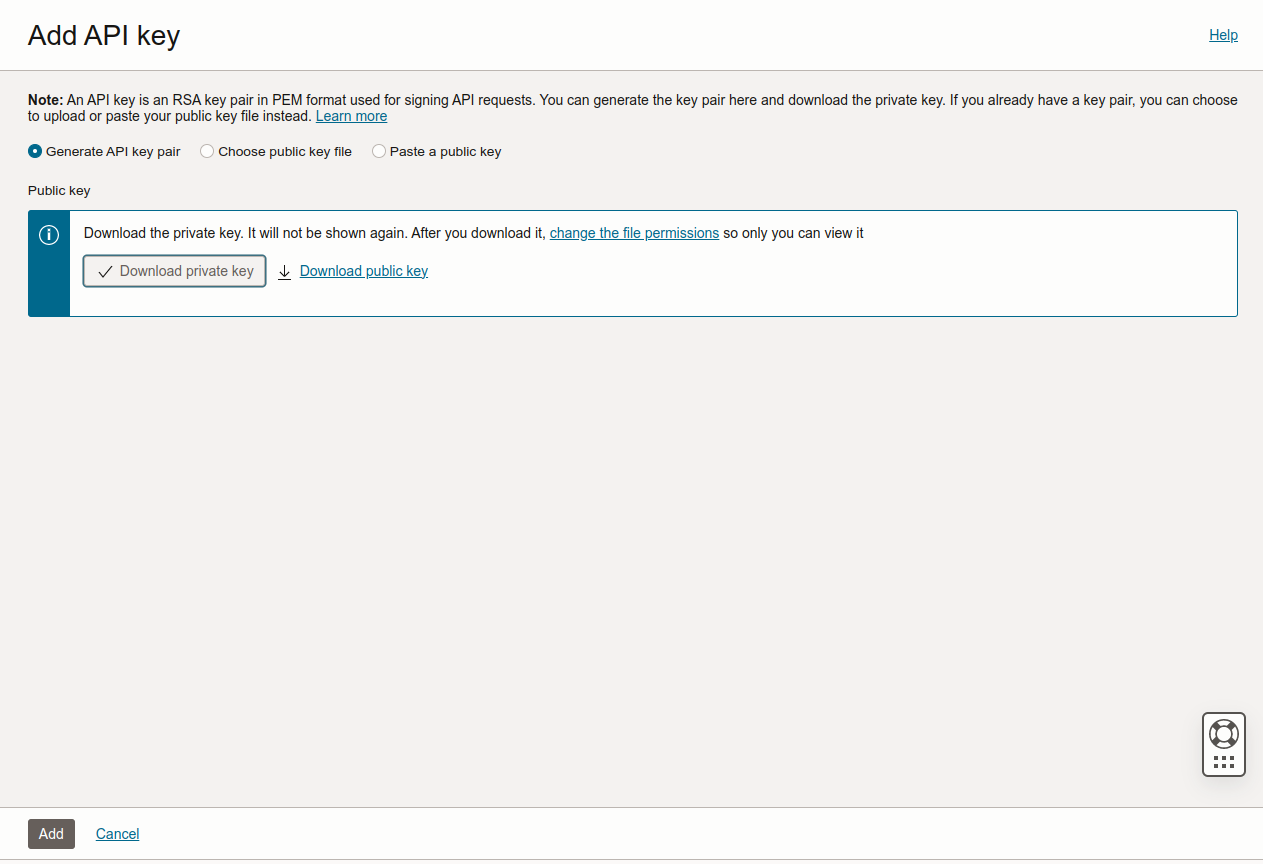 Add API key
Help
Note: An API key is an RSA key pair in PEM format used for signing API requests. You can generate the key pair here and download the private key. If you already have a key pair, you can choose
to upload or paste your public key file instead. Learn more
Generate API key pair
Choose public key file
Paste a public key
Public key
Download the private key. It will not be shown again. After you download it, change the file permissions so only you can view it
Download private key
Download public key
Add
Cancel